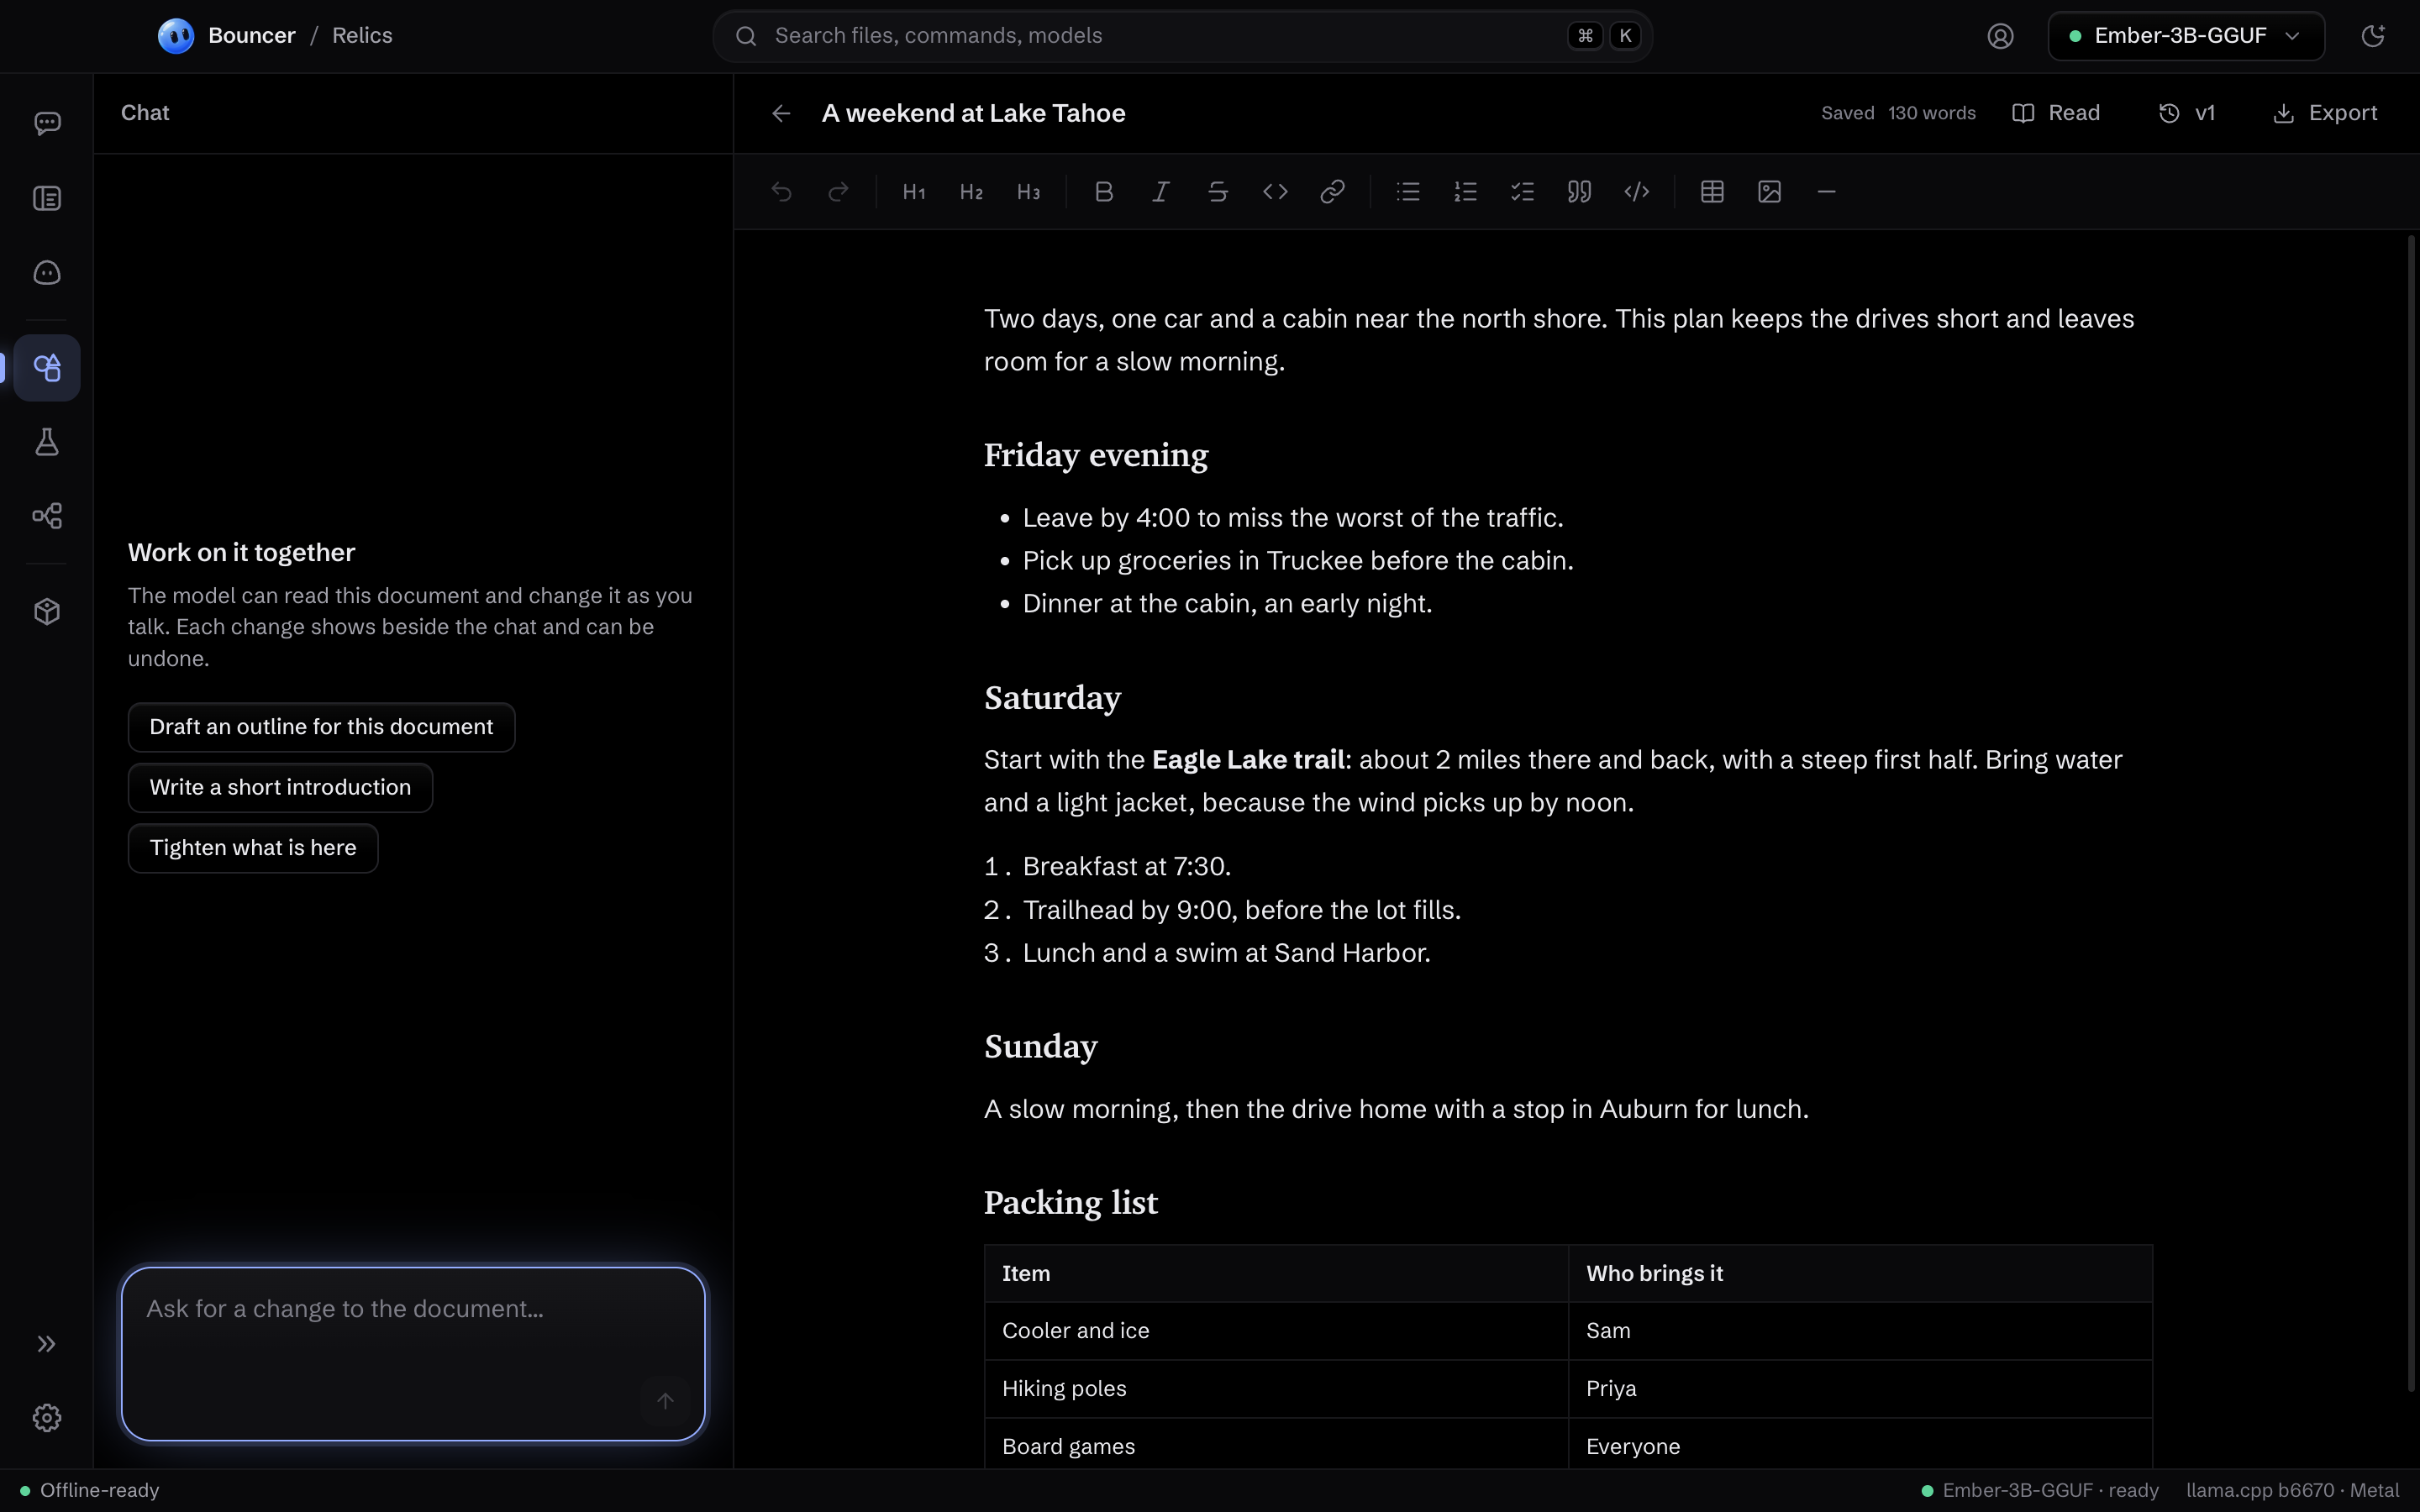 Bouncer / Relics
Search files, commands, models
⌘ K
Ember-3B-GGUF
Chat
Work on it together
The model can read this document and change it as you
talk. Each change shows beside the chat and can be
undone.
Draft an outline for this document
Write a short introduction
Tighten what is here
Ask for a change to the document...
A weekend at Lake Tahoe
Saved 130 words Read v1 Export
H1 H2 H3
Two days, one car and a cabin near the north shore. This plan keeps the drives short and leaves
room for a slow morning.
Friday evening
• Leave by 4:00 to miss the worst of the traffic.
• Pick up groceries in Truckee before the cabin.
• Dinner at the cabin, an early night.
Saturday
Start with the Eagle Lake trail: about 2 miles there and back, with a steep first half. Bring water
and a light jacket, because the wind picks up by noon.
1. Breakfast at 7:30.
2. Trailhead by 9:00, before the lot fills.
3. Lunch and a swim at Sand Harbor.
Sunday
A slow morning, then the drive home with a stop in Auburn for lunch.
Packing list
Item Who brings it
Cooler and ice Sam
Hiking poles Priya
Board games Everyone
Offline-ready
Ember-3B-GGUF · ready llama.cpp b6670 · Metal